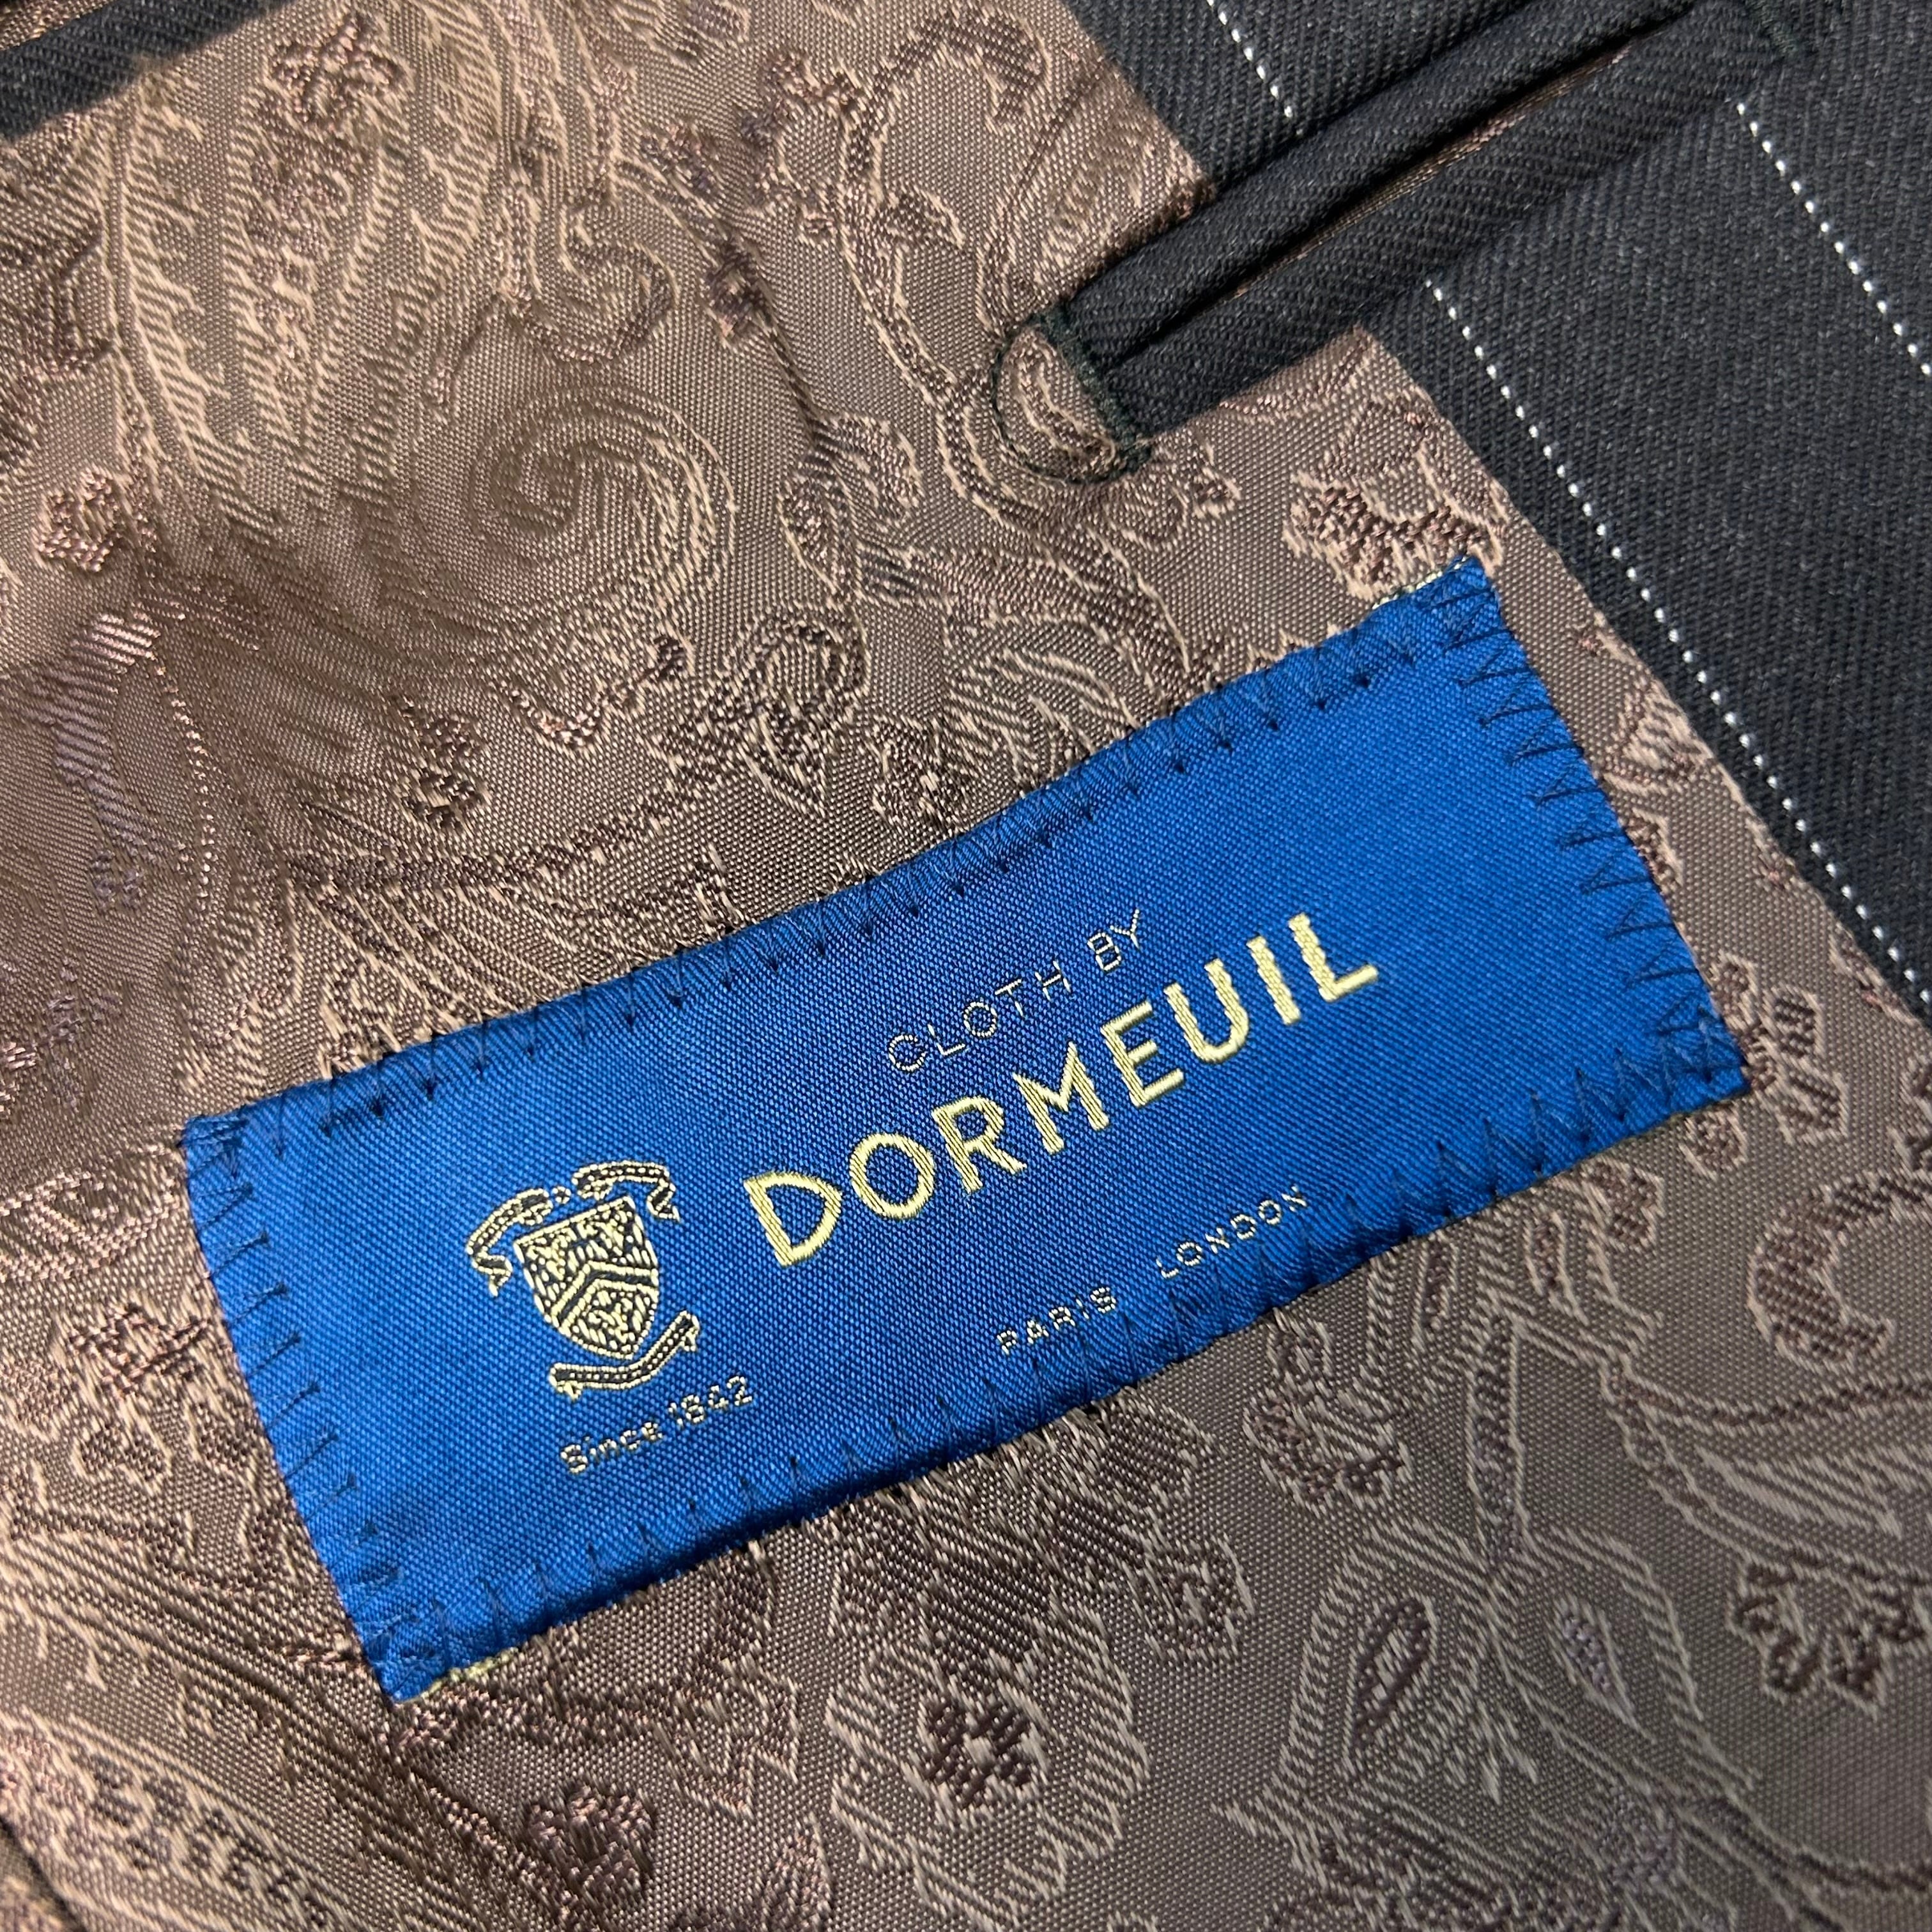 CLOTH BY
DORMEUIL
PARIS LONDON
Since 1842